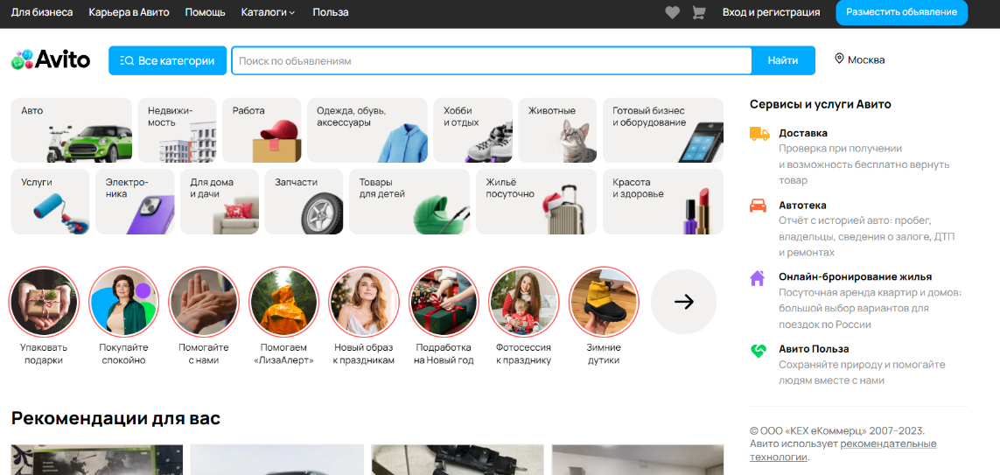 Для бизнеса Карьера в Авито Помощь Каталоги Польза Вход и регистрация Разместить объявление
Avito Все категории Поиск по объявлениям Найти Москва
Авто
Недвижи-
мость
Работа
Одежда, обувь,
аксессуары
Хобби
и отдых
Животные
Готовый бизнес
и оборудование
Услуги
Электро-
ника
Для дома
и дачи
Запчасти
Товары
для детей
Жильё
посуточно
Красота
и здоровье
Упаковать
подарки
Покупайте
спокойно
Помогайте
с нами
Помогаем
«ЛизаАлерт»
Новый образ
к праздникам
Подработка
на Новый год
Фотосессия
к празднику
Зимние
дутики
Рекомендации для вас
Сервисы и услуги Авито
Доставка
Проверка при получении
и возможность бесплатно вернуть
товар
Автотека
Отчёт с историей авто: пробег,
владельцы, сведения о залоге, ДТП
и ремонтах
Онлайн-бронирование жилья
Посуточная аренда квартир и домов:
большой выбор вариантов для
поездок по России
Авито Польза
Сохраняйте природу и помогайте
людям вместе с нами
© ООО «КЕХ еКоммерц» 2007–2023.
Авито использует рекомендательные
технологии.